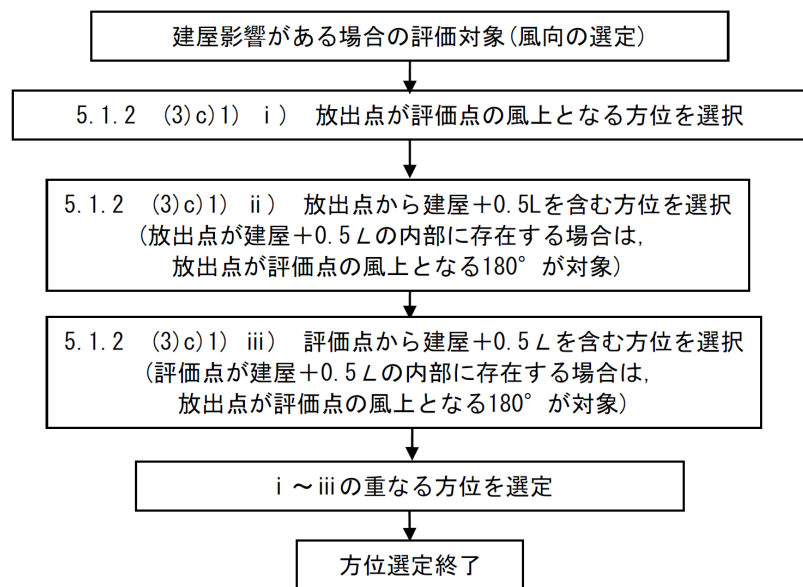 建屋影響がある場合の評価対象(風向の選定)
5.1.2 (3)c)1) ⅰ) 放出点が評価点の風上となる方位を選択
5.1.2 (3)c)1) ⅱ) 放出点から建屋+0.5Lを含む方位を選択
(放出点が建屋+0.5Lの内部に存在する場合は,
放出点が評価点の風上となる180°が対象)
5.1.2 (3)c)1) ⅲ) 評価点から建屋+0.5Lを含む方位を選択
(評価点が建屋+0.5Lの内部に存在する場合は,
放出点が評価点の風上となる180°が対象)
ⅰ~ⅲの重なる方位を選定
方位選定終了